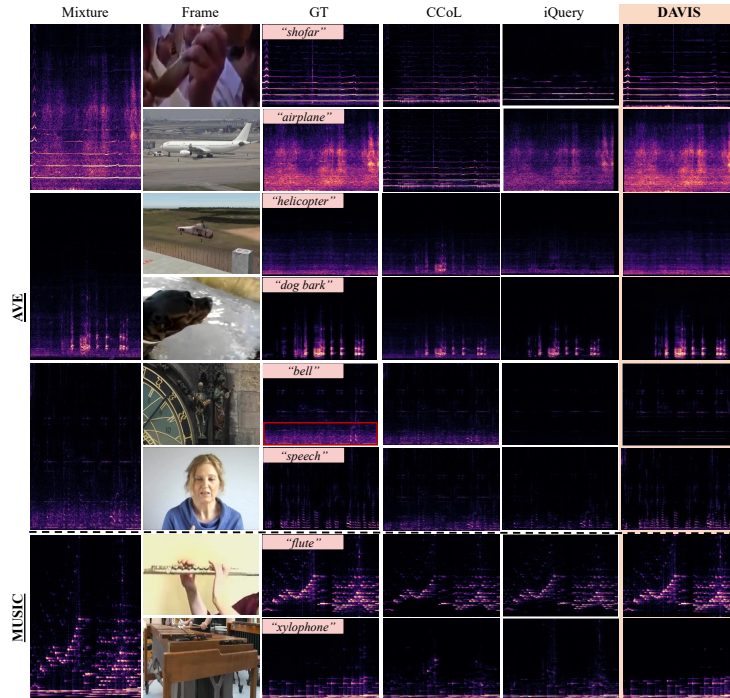 Mixture Frame GT CCoL iQuery DAVIS
"shofar"
"airplane"
"helicopter"
"dog bark"
AVE
"bell"
"speech"
"flute"
MUSIC
"xylophone"